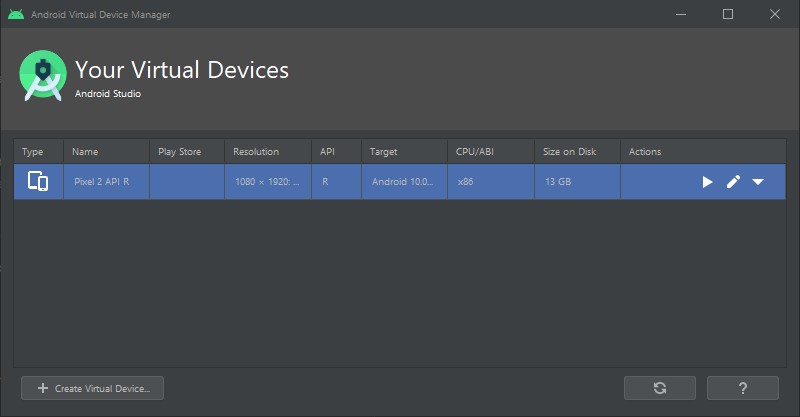 Android Virtual Device Manager
Your Virtual Devices
Android Studio
Type Name Play Store Resolution API Target CPU/ABI Size on Disk Actions
Pixel 2 API R 1080 × 1920: ... R Android 10.0... x86 13 GB
Create Virtual Device...
?